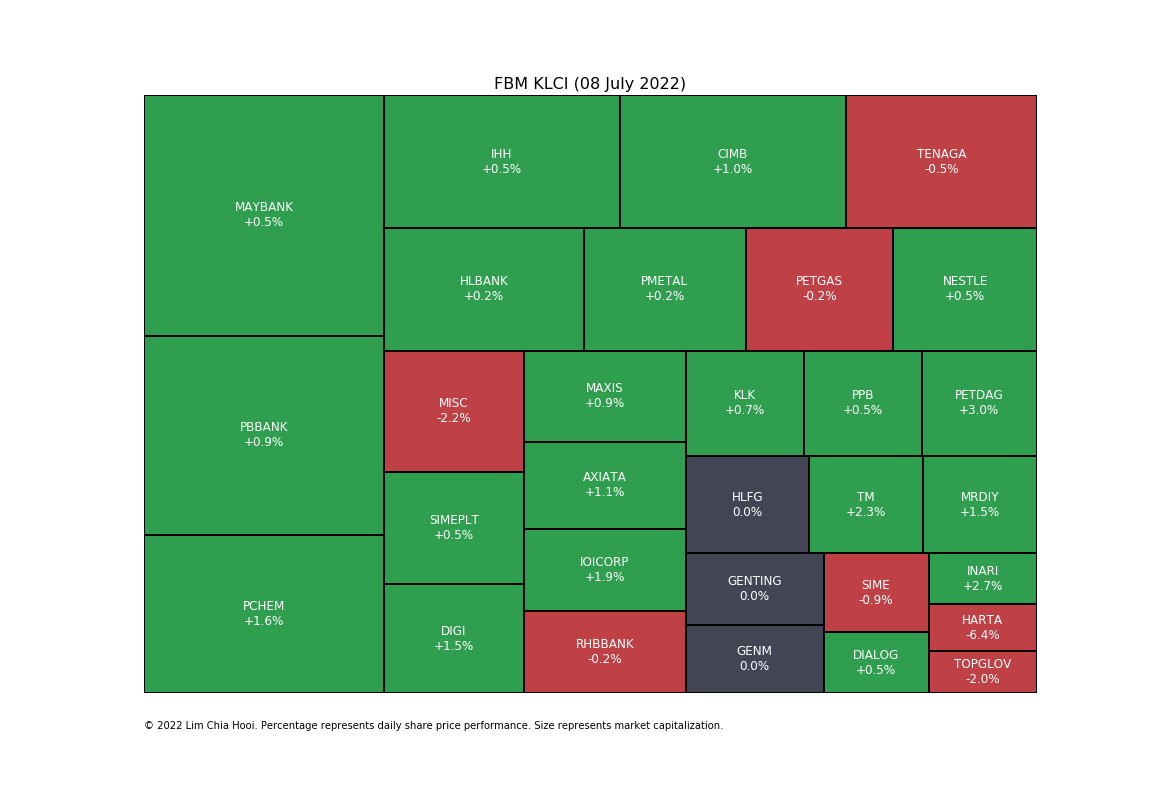 FBM KLCI (08 July 2022)
MAYBANK
+0.5%
PBBANK
+0.9%
PCHEM
+1.6%
IHH
+0.5%
CIMB
+1.0%
TENAGA
-0.5%
HLBANK
+0.2%
PMETAL
+0.2%
PETGAS
-0.2%
NESTLE
+0.5%
MISC
-2.2%
SIMEPLT
+0.5%
DIGI
+1.5%
MAXIS
+0.9%
AXIATA
+1.1%
IOICORP
+1.9%
RHBBANK
-0.2%
KLK
+0.7%
PPB
+0.5%
PETDAG
+3.0%
HLFG
0.0%
TM
+2.3%
MRDIY
+1.5%
GENTING
0.0%
GENM
0.0%
SIME
-0.9%
DIALOG
+0.5%
INARI
+2.7%
HARTA
-6.4%
TOPGLOV
-2.0%
© 2022 Lim Chia Hooi. Percentage represents daily share price performance. Size represents market capitalization.